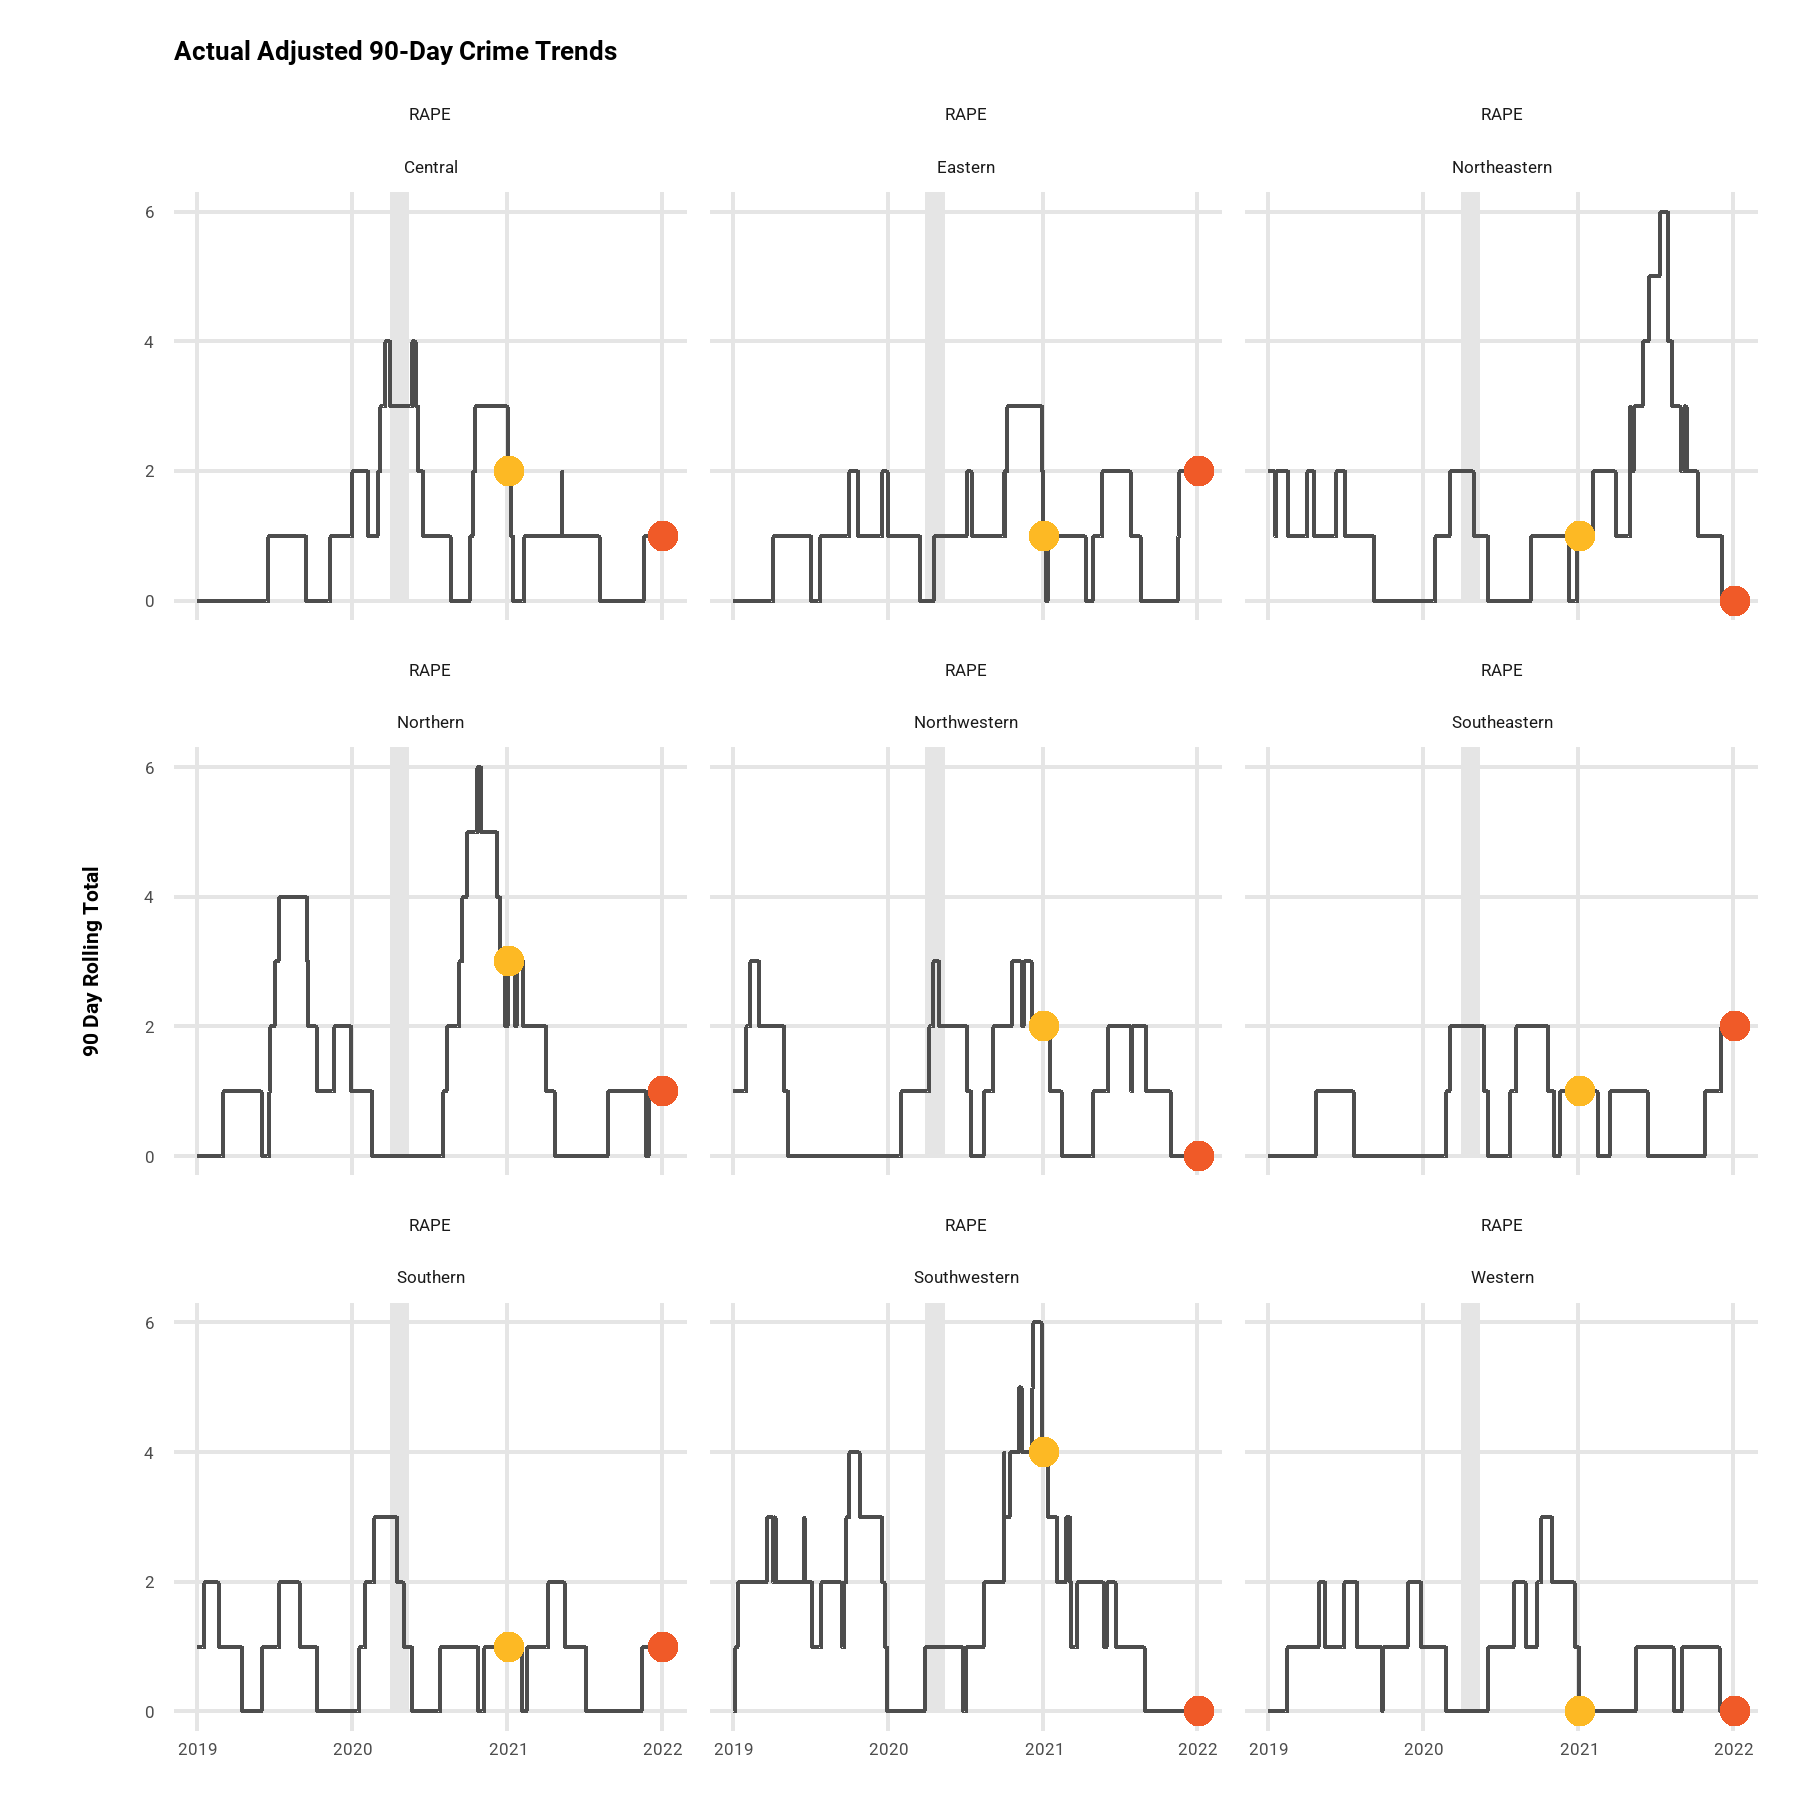 Actual Adjusted 90-Day Crime Trends
RAPE RAPE RAPE
Central Eastern Northeastern
6
4
2
0
RAPE RAPE RAPE
Northern Northwestern Southeastern
6
4
2
0
90 Day Rolling Total
RAPE RAPE RAPE
Southern Southwestern Western
6
4
2
0
2019 2020 2021 2022 2019 2020 2021 2022 2019 2020 2021 2022